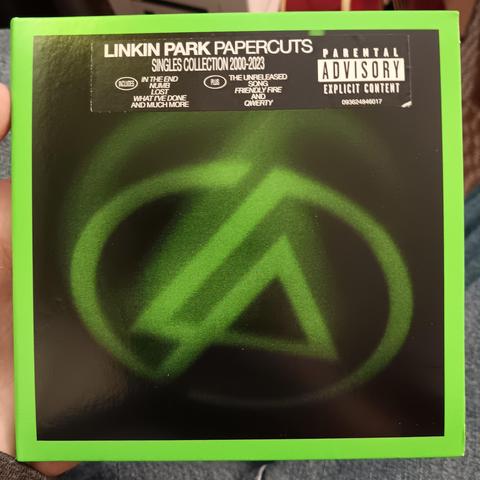 LINKIN PARK PAPERCUTS
SINGLES COLLECTION 2000-2023
INCLUDES
IN THE END
NUMB
LOST
WHAT I'VE DONE
AND MUCH MORE
PLUS
THE UNRELEASED
SONG
FRIENDLY FIRE
AND
QWERTY
PARENTAL
ADVISORY
EXPLICIT CONTENT
093624846017